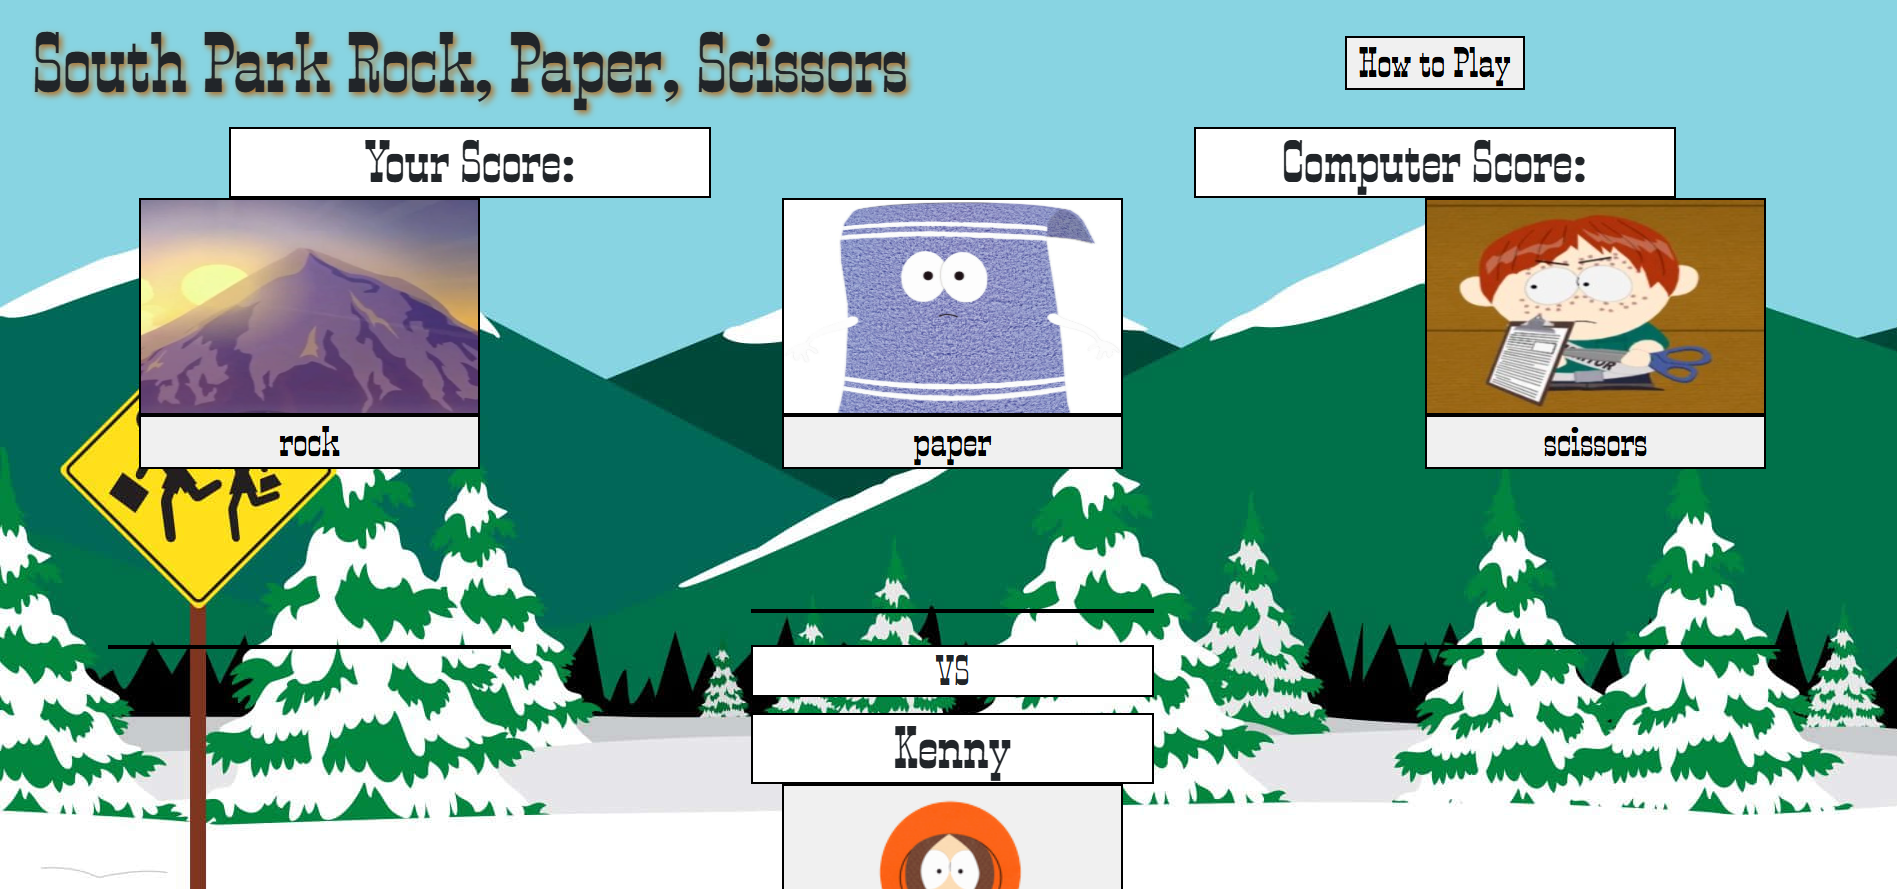 South Park Rock, Paper, Scissors
How to Play
Your Score:
Computer Score:
rock
paper
scissors
VS
Kenny